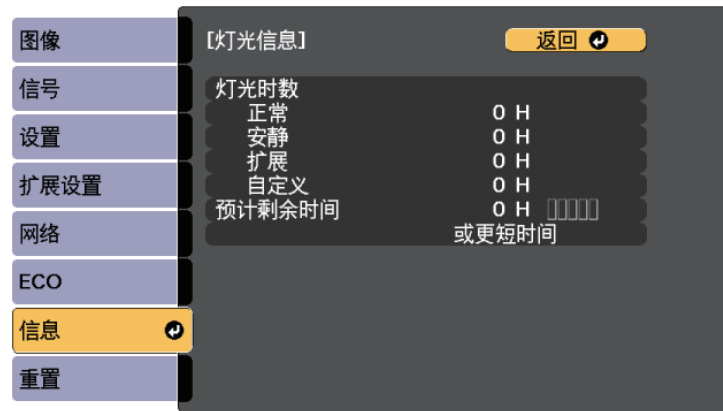 图像
信号
设置
扩展设置
网络
ECO
信息
重置
[灯光信息]
返回
灯光时数
正常 0 H
安静 0 H
扩展 0 H
自定义 0 H
预计剩余时间 0 H
或更短时间